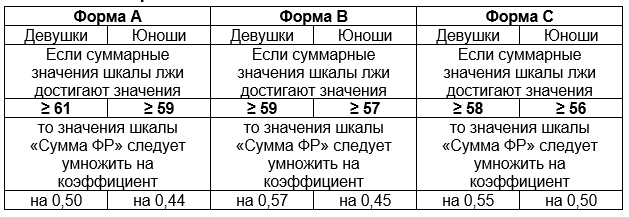 Форма А Форма В Форма С
Девушки Юноши Девушки Юноши Девушки Юноши
Если суммарные значения шкалы лжи достигают значения Если суммарные значения шкалы лжи достигают значения Если суммарные значения шкалы лжи достигают значения
≥ 61 ≥ 59 ≥ 59 ≥ 57 ≥ 58 ≥ 56
то значения шкалы «Сумма ФР» следует умножить на коэффициент то значения шкалы «Сумма ФР» следует умножить на коэффициент то значения шкалы «Сумма ФР» следует умножить на коэффициент
на 0,50 на 0,44 на 0,57 на 0,45 на 0,55 на 0,50